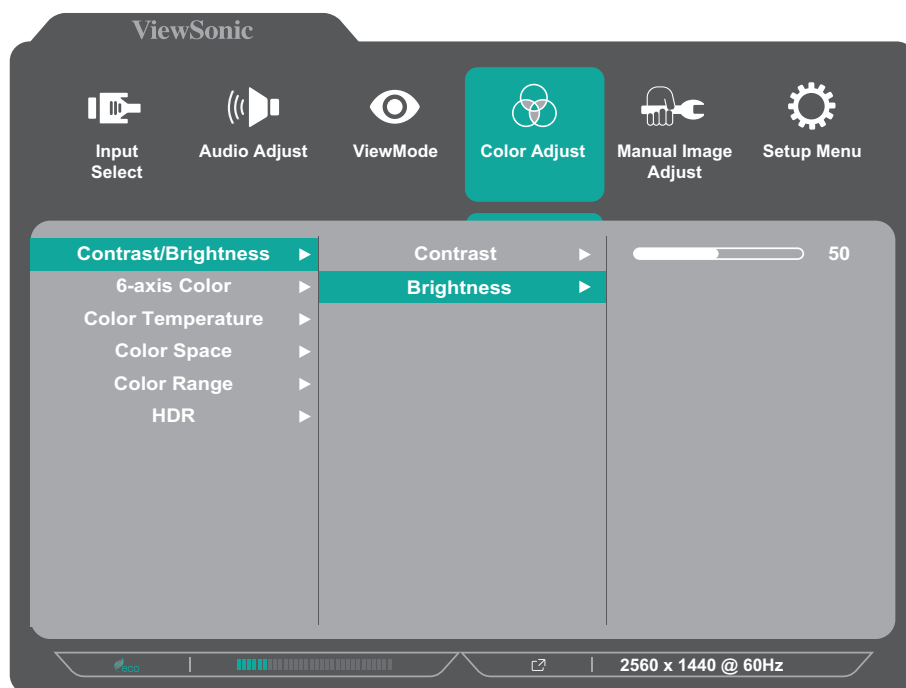 ViewSonic
Input Select
Audio Adjust
ViewMode
Color Adjust
Manual Image Adjust
Setup Menu
Contrast/Brightness
Contrast
50
6-axis Color
Brightness
Color Temperature
Color Space
Color Range
HDR
eco
2560 x 1440 @ 60Hz